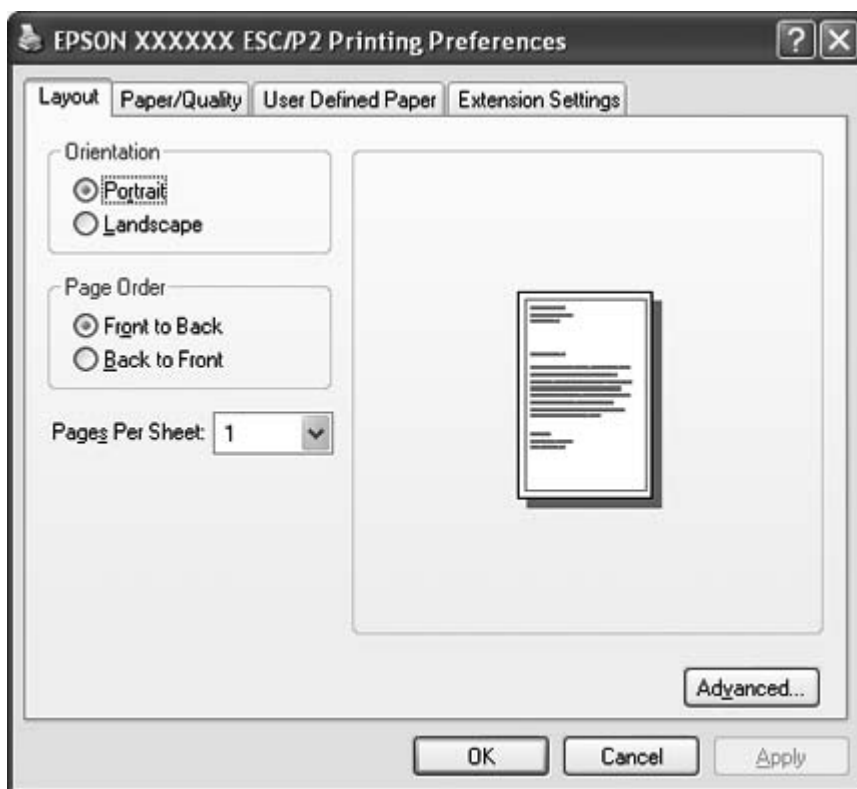 EPSON XXXXXX ESC/P2 Printing Preferences
Layout Paper/Quality User Defined Paper Extension Settings
Orientation
Portrait
Landscape
Page Order
Front to Back
Back to Front
Pages Per Sheet: 1
Advanced...
OK Cancel Apply